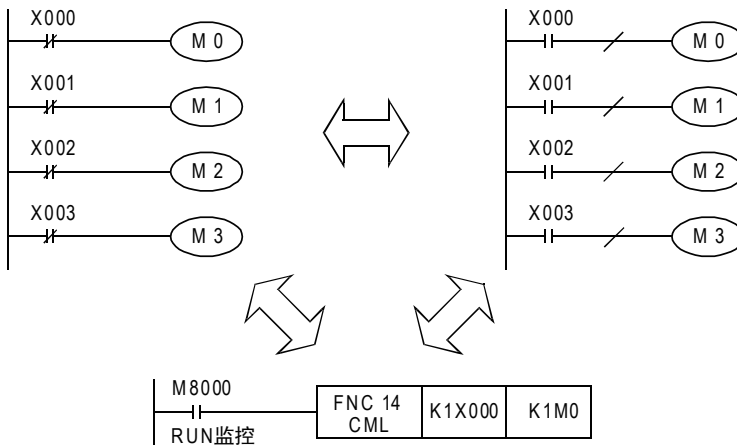 X000
M 0
X001
M 1
X002
M 2
X003
M 3
X000
M 0
X001
M 1
X002
M 2
X003
M 3
M8000
RUN监控
FNC 14
CML
K1X000
K1M0